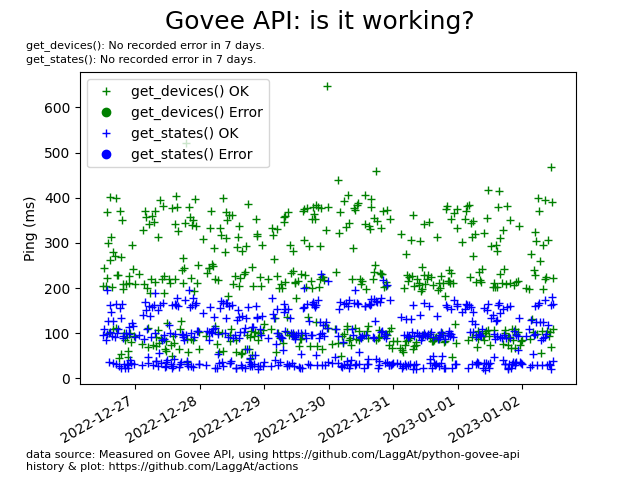 Govee API: is it working?
get_devices(): No recorded error in 7 days.
get_states(): No recorded error in 7 days.
get_devices() OK
get_devices() Error
get_states() OK
get_states() Error
Ping (ms)
600
500
400
300
200
100
0
2022-12-27
2022-12-28
2022-12-29
2022-12-30
2022-12-31
2023-01-01
2023-01-02
data source: Measured on Govee API, using https://github.com/LaggAt/python-govee-api
history & plot: https://github.com/LaggAt/actions